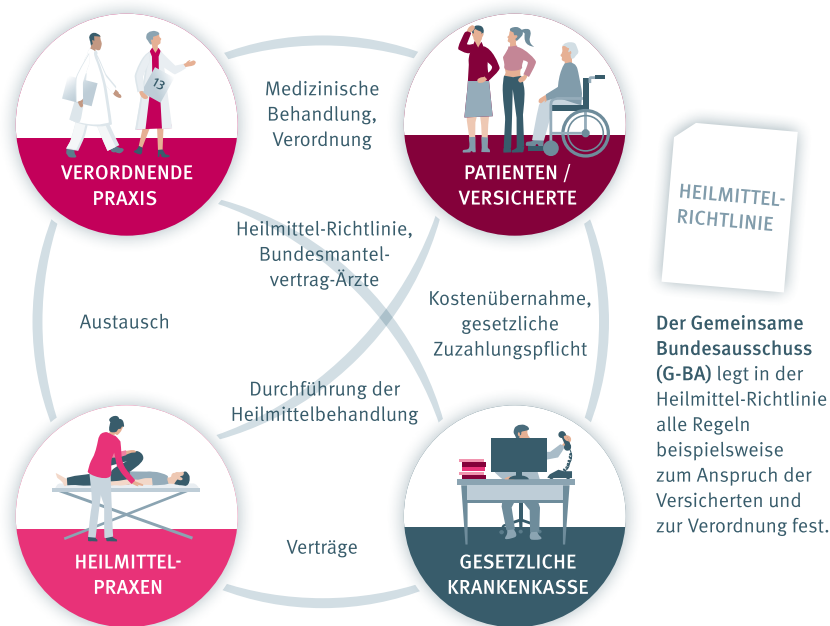 13
Medizinische
Behandlung,
Verordnung
VERORDNENDE
PRAXIS
PATIENTEN /
VERSICHERTE
HEILMITTEL-
RICHTLINIE
Heilmittel-Richtlinie,
Bundesmantel-
vertrag-Ärzte
Austausch
Kostenübernahme,
gesetzliche
Zuzahlungspflicht
Der Gemeinsame
Bundesausschuss
(G-BA) legt in der
Heilmittel-Richtlinie
alle Regeln
beispielsweise
zum Anspruch der
Versicherten und
zur Verordnung fest.
Durchführung der
Heilmittelbehandlung
Verträge
HEILMITTEL-
PRAXEN
GESETZLICHE
KRANKENKASSE